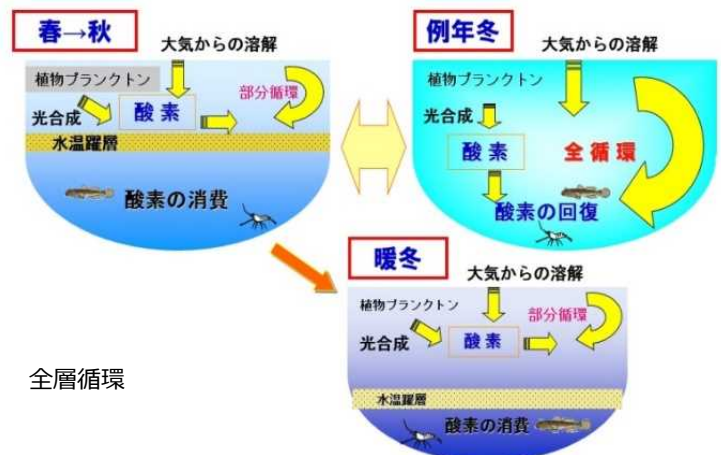 春→秋
大気からの溶解
植物プランクトン
光合成
酸素
部分循環
水温躍層
酸素の消費
例年冬
大気からの溶解
植物プランクトン
光合成
酸素
全循環
酸素の回復
暖冬
大気からの溶解
植物プランクトン
光合成
酸素
部分循環
水温躍層
酸素の消費
全層循環